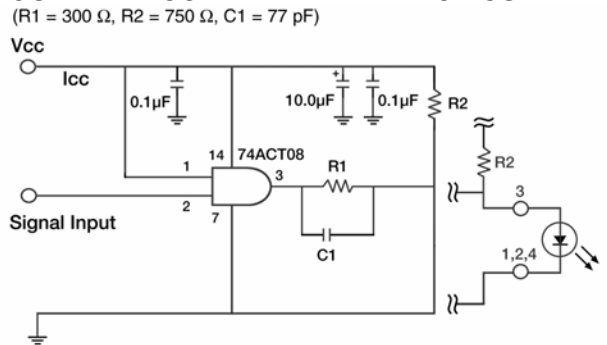 (R1 = 300 Ω, R2 = 750 Ω, C1 = 77 pF)
Vcc
Icc
0.1µF
10.0µF
0.1µF
R2
14
74ACT08
1
3
R1
R2
2
7
Signal Input
C1
3
1,2,4